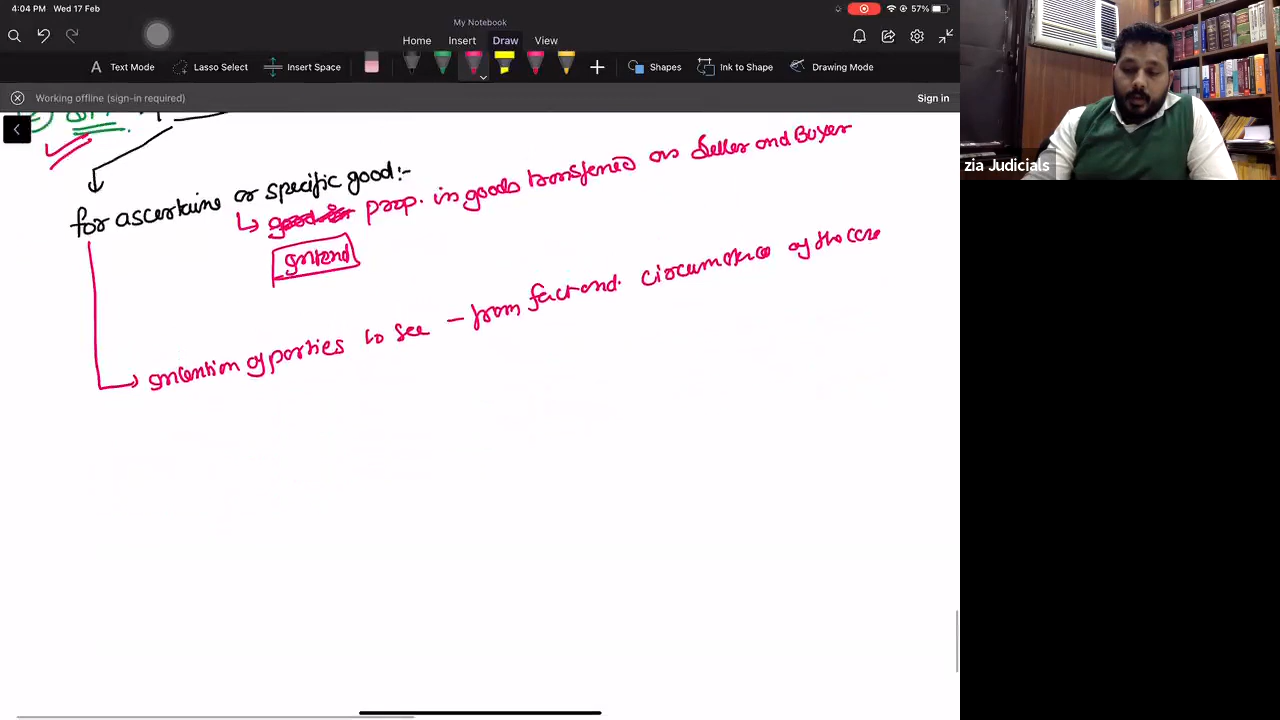 4:04 PM Wed 17 Feb
57%
My Notebook
Home Insert Draw View
Text Mode Lasso Select Insert Space Shapes Ink to Shape Drawing Mode
Working offline (sign-in required) Sign in
for ascertaine or specific good:-
prop. in goods transferred as Seller and Buyer
intend
intention of parties to see - from fact and. circumstance of the case
zia Judicials